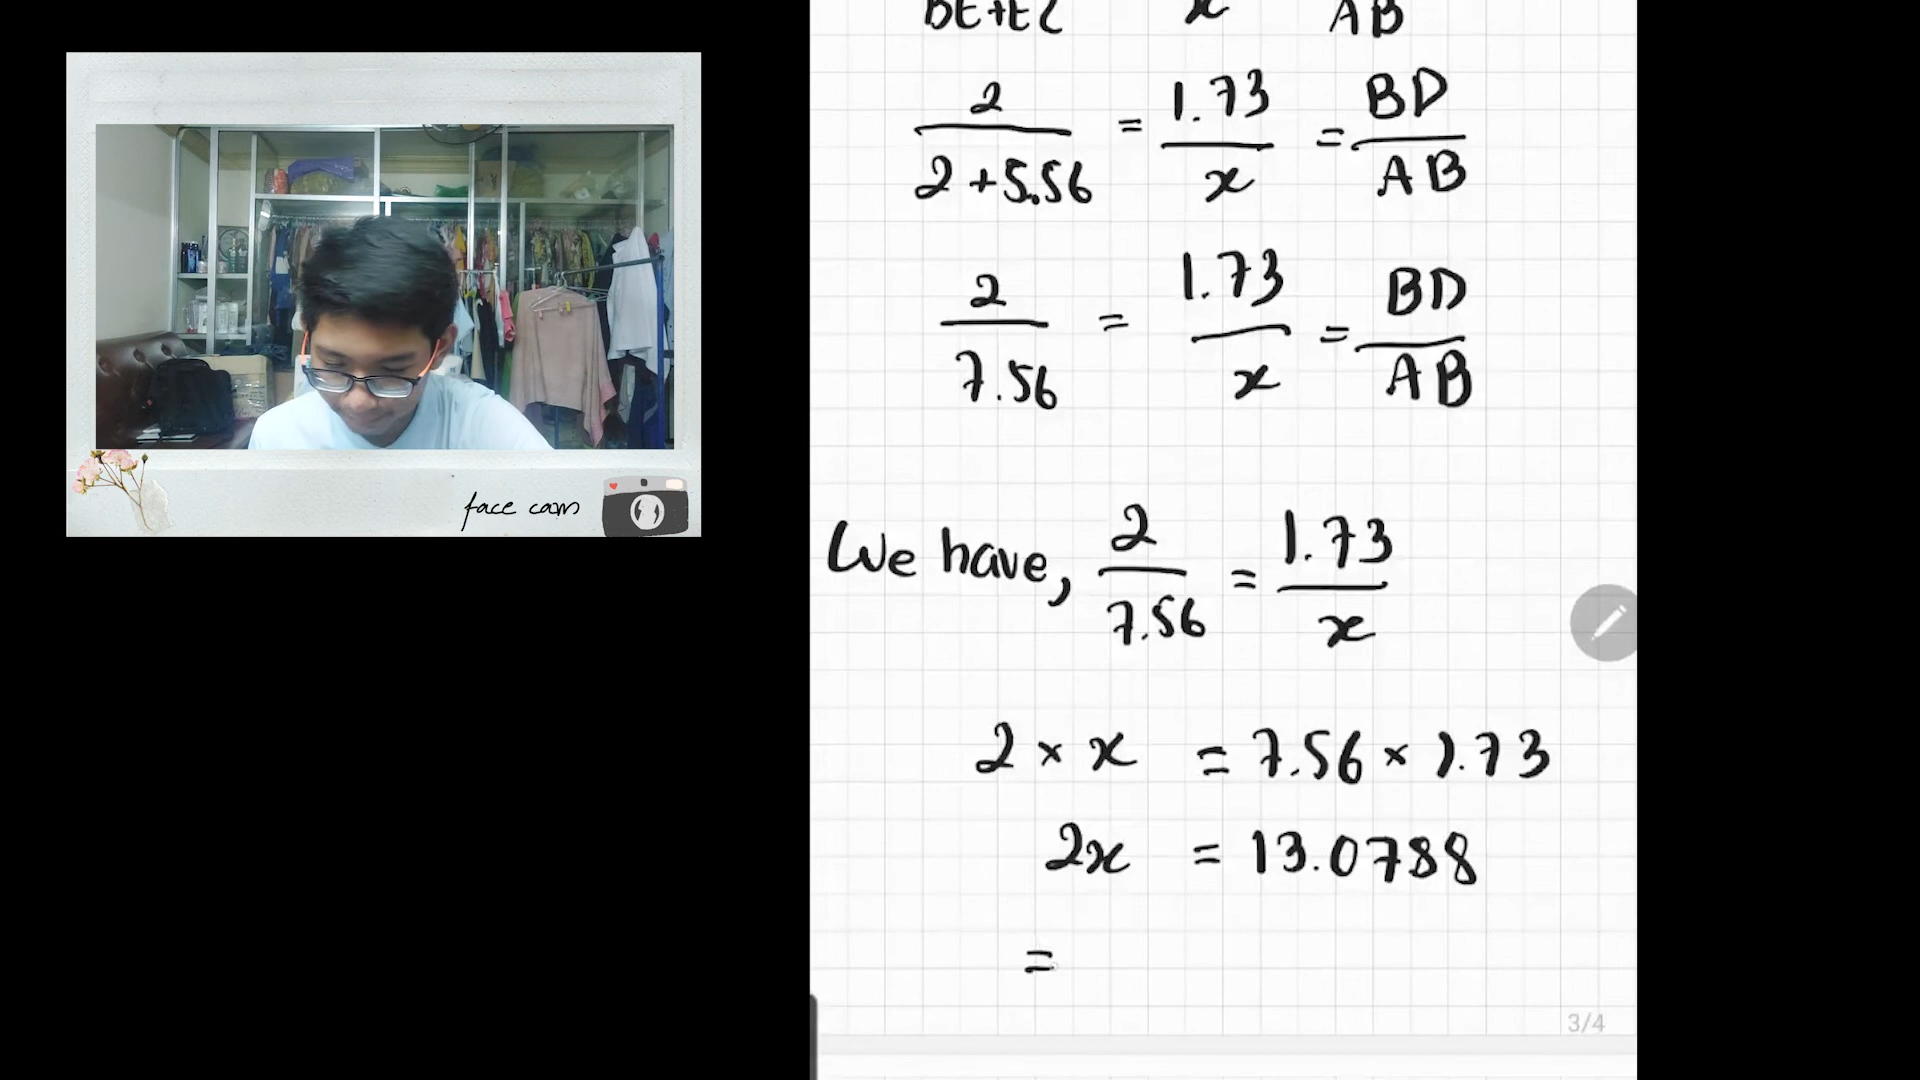 face cam
BE+EC x AB
2 / 2+5.56 = 1.73 / x = BD / AB
2 / 7.56 = 1.73 / x = BD / AB
We have, 2 / 7.56 = 1.73 / x
2 × x = 7.56 × 1.73
2x = 13.0788
=
3/4